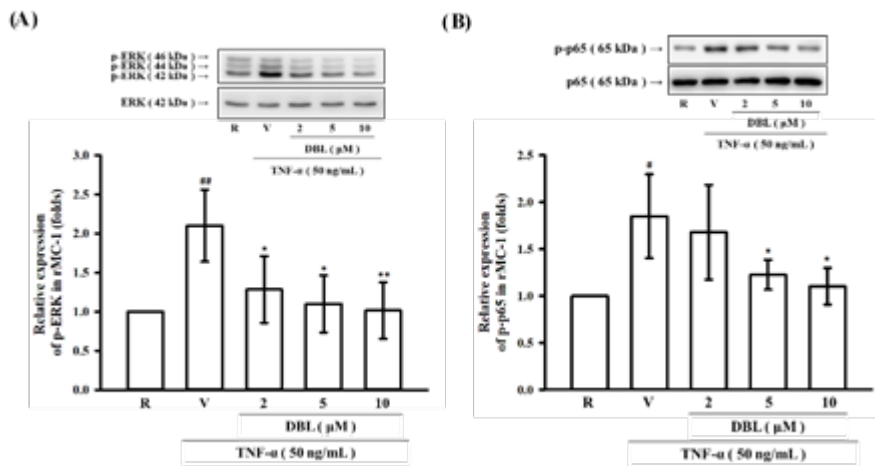 (A)
p-ERK ( 46 kDa ) →
p-ERK ( 44 kDa ) →
p-ERK ( 42 kDa ) →
ERK ( 42 kDa ) →
R V 2 5 10
DBL ( μM )
TNF-α ( 50 ng/mL )
Relative expression
of p-ERK in rMC-1 (folds)
3.0
2.5
2.0
1.5
1.0
0.5
0.0
##
*
*
**
R V 2 5 10
DBL ( μM )
TNF-α ( 50 ng/mL )
(B)
p-p65 ( 65 kDa ) →
p65 ( 65 kDa ) →
R V 2 5 10
DBL ( μM )
TNF-α ( 50 ng/mL )
Relative expression
of p-p65 in rMC-1 (folds)
2.5
2.0
1.5
1.0
0.5
0.0
#
*
*
R V 2 5 10
DBL ( μM )
TNF-α ( 50 ng/mL )